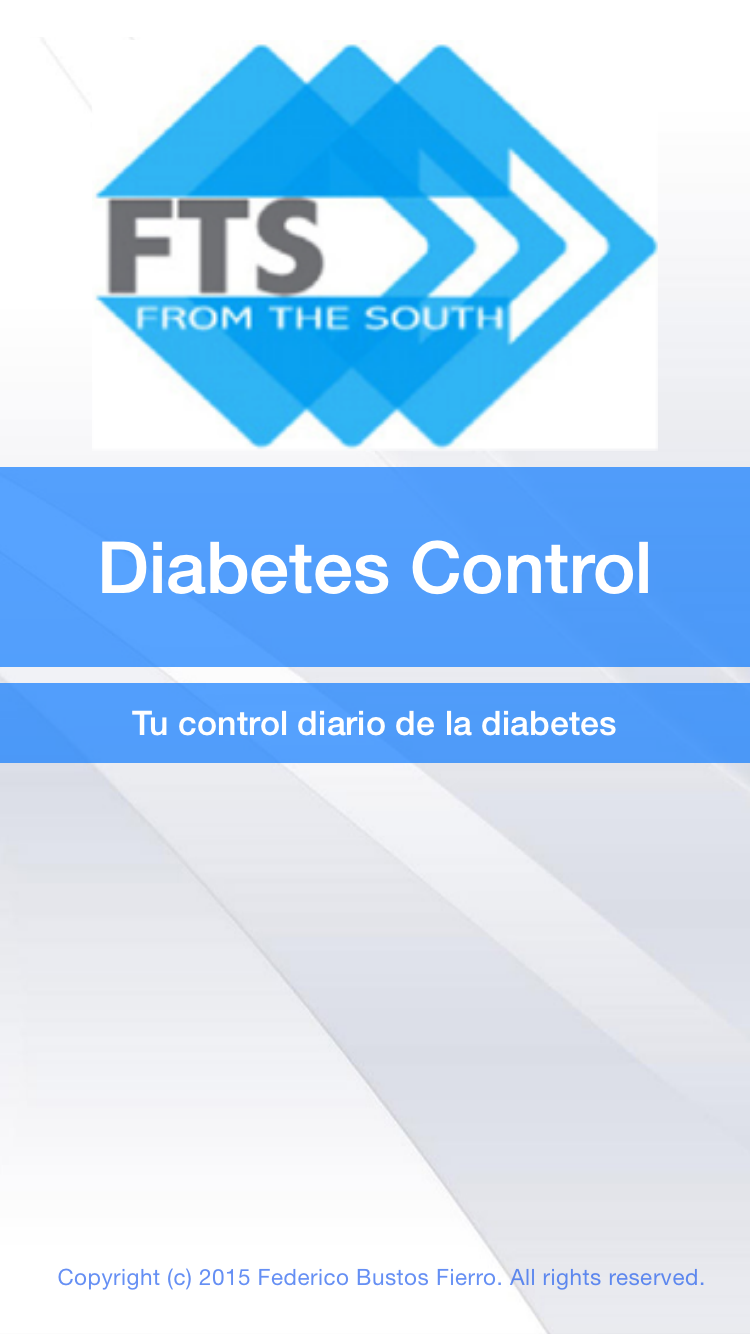 FTS
FROM THE SOUTH
Diabetes Control
Tu control diario de la diabetes
Copyright (c) 2015 Federico Bustos Fierro. All rights reserved.